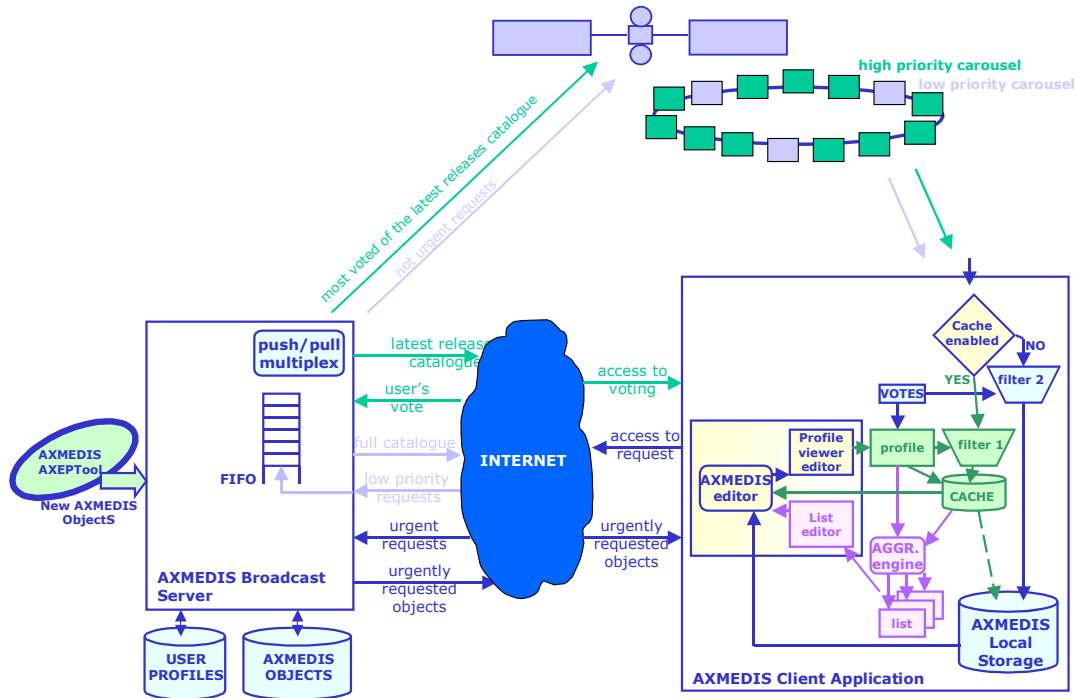 high priority carousel
low priority carousel
most voted of the latest releases catalogue
not urgent requests
push/pull
multiplex
latest release
catalogue
access to
voting
user's
vote
full catalogue
low priority
requests
FIFO
INTERNET
access to
request
urgent
requests
urgently
requested
objects
urgently
requested
objects
AXMEDIS
AXEPTool
New AXMEDIS
ObjectS
AXMEDIS Broadcast
Server
USER
PROFILES
AXMEDIS
OBJECTS
Cache
enabled
NO
YES
filter 2
VOTES
Profile
viewer
editor
profile
filter 1
AXMEDIS
editor
CACHE
List
editor
AGGR.
engine
list
AXMEDIS
Local
Storage
AXMEDIS Client Application